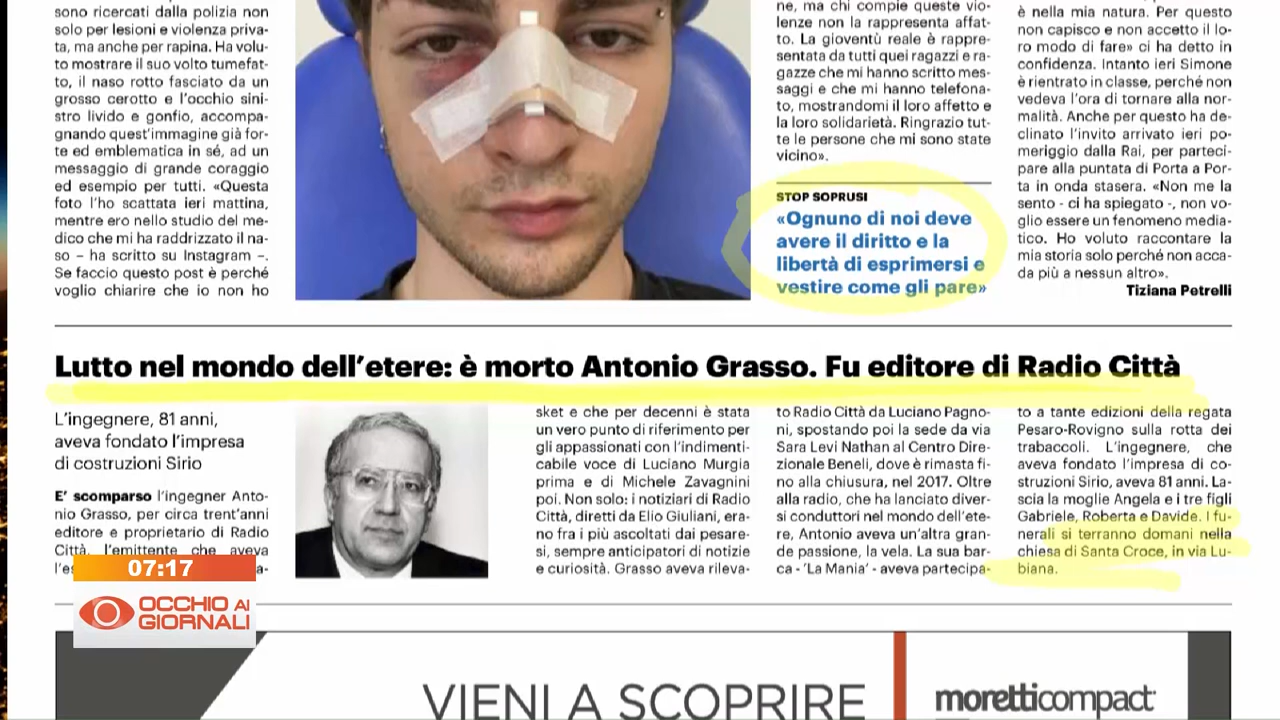 sono ricercati dalla polizia non
solo per lesioni e violenza priva-
ta, ma anche per rapina. Ha volu-
to mostrare il suo volto tumefat-
to, il naso rotto fasciato da un
grosso cerotto e l'occhio sini-
stro livido e gonfio, accompa-
gnando quest'immagine già for-
te ed emblematica in sé, ad un
messaggio di grande coraggio
ed esempio per tutti. «Questa
foto l'ho scattata ieri mattina,
mentre ero nello studio del me-
dico che mi ha raddrizzato il na-
so – ha scritto su Instagram –.
Se faccio questo post è perché
voglio chiarire che io non ho
ne, ma chi compie queste vio-
lenze non la rappresenta affat-
to. La gioventù reale è rappre-
sentata da tutti quei ragazzi e ra-
gazze che mi hanno scritto mes-
saggi e che mi hanno telefona-
to, mostrandomi il loro affetto e
la loro solidarietà. Ringrazio tut-
te le persone che mi sono state
vicino».
STOP SOPRUSI
«Ognuno di noi deve
avere il diritto e la
libertà di esprimersi e
vestire come gli pare»
è nella mia natura. Per questo
non capisco e non accetto il lo-
ro modo di fare» ci ha detto in
confidenza. Intanto ieri Simone
è rientrato in classe, perché non
vedeva l'ora di tornare alla nor-
malità. Anche per questo ha de-
clinato l'invito arrivato ieri po-
meriggio dalla Rai, per parteci-
pare alla puntata di Porta a Por-
ta in onda stasera. «Non me la
sento - ci ha spiegato -, non vo-
glio essere un fenomeno media-
tico. Ho voluto raccontare la
mia storia solo perché non acca-
da più a nessun altro».
Tiziana Petrelli
Lutto nel mondo dell'etere: è morto Antonio Grasso. Fu editore di Radio Città
L'ingegnere, 81 anni,
aveva fondato l'impresa
di costruzioni Sirio
E' scomparso l'ingegner Anto-
nio Grasso, per circa trent'anni
editore e proprietario di Radio
Città, l'emittente che aveva
sket e che per decenni è stata
un vero punto di riferimento per
gli appassionati con l'indimenti-
cabile voce di Luciano Murgia
prima e di Michele Zavagnini
poi. Non solo: i notiziari di Radio
Città, diretti da Elio Giuliani, era-
no fra i più ascoltati dai pesare-
si, sempre anticipatori di notizie
e curiosità. Grasso aveva rileva-
to Radio Città da Luciano Pagno-
ni, spostando poi la sede da via
Sara Levi Nathan al Centro Dire-
zionale Beneli, dove è rimasta fi-
no alla chiusura, nel 2017. Oltre
alla radio, che ha lanciato diver-
si conduttori nel mondo dell'ete-
re, Antonio aveva un'altra gran-
de passione, la vela. La sua bar-
ca - 'La Mania' - aveva partecipa-
to a tante edizioni della regata
Pesaro-Rovigno sulla rotta dei
trabaccoli. L'ingegnere, che
aveva fondato l'impresa di co-
struzioni Sirio, aveva 81 anni. La-
scia la moglie Angela e i tre figli
Gabriele, Roberta e Davide. I fu-
nerali si terranno domani nella
chiesa di Santa Croce, in via Lu-
biana.
07:17
OCCHIO AI
GIORNALI
VIENI A SCOPRIRE
moretticompact